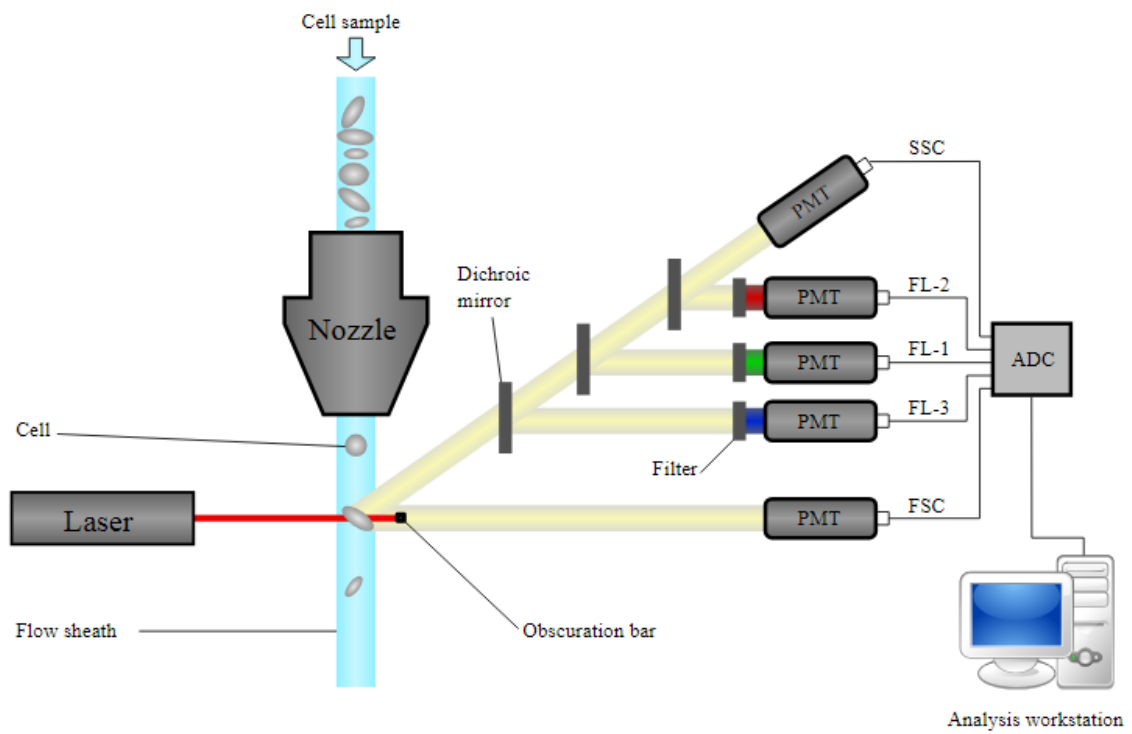 Cell sample
SSC
PMT
Dichroic
mirror
FL-2
PMT
Nozzle
FL-1
PMT
ADC
FL-3
PMT
Cell
Filter
FSC
PMT
Laser
Flow sheath
Obscuration bar
Analysis workstation